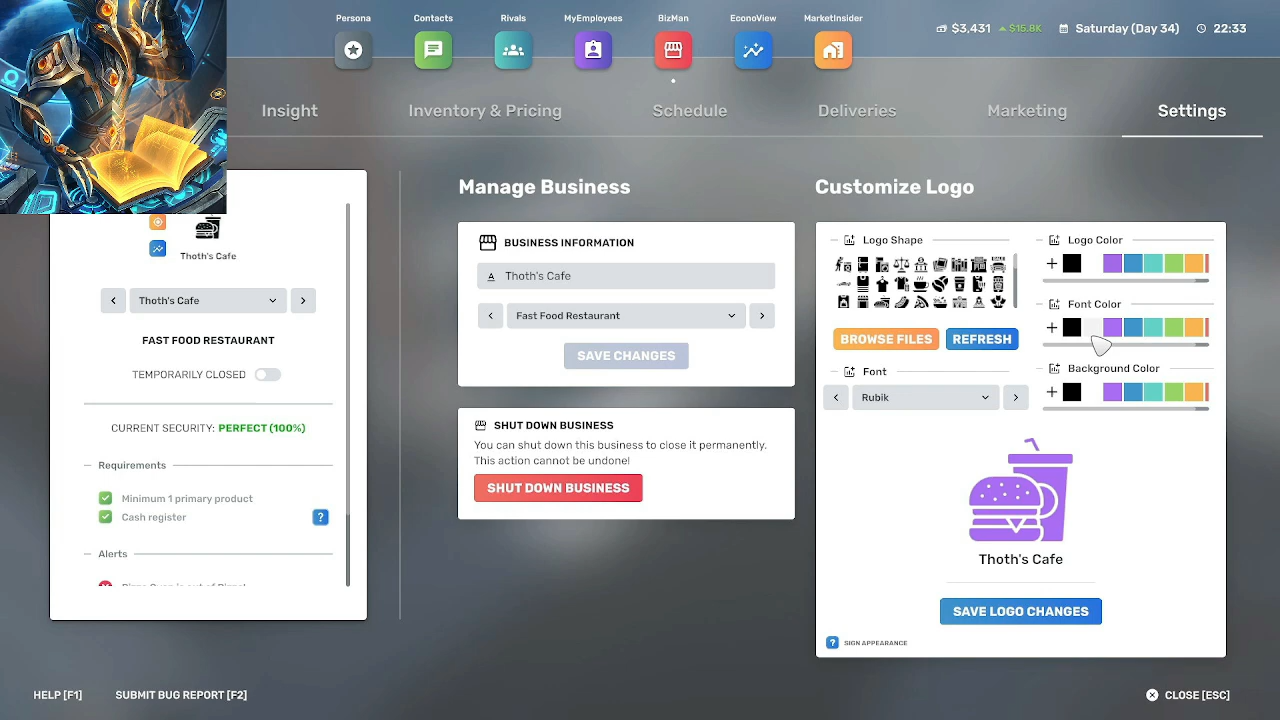 Persona
Contacts
Rivals
MyEmployees
BizMan
EconoView
MarketInsider
$3,431
$15.8K
Saturday (Day 34)
22:33
Insight
Inventory & Pricing
Schedule
Deliveries
Marketing
Settings
Thoth's Cafe
Thoth's Cafe
FAST FOOD RESTAURANT
TEMPORARILY CLOSED
CURRENT SECURITY: PERFECT (100%)
Requirements
Minimum 1 primary product
Cash register
?
Alerts
Manage Business
BUSINESS INFORMATION
Thoth's Cafe
Fast Food Restaurant
SAVE CHANGES
SHUT DOWN BUSINESS
You can shut down this business to close it permanently.
This action cannot be undone!
SHUT DOWN BUSINESS
Customize Logo
Logo Shape
BROWSE FILES
REFRESH
Font
Rubik
Logo Color
Font Color
Background Color
Thoth's Cafe
SAVE LOGO CHANGES
? SIGN APPEARANCE
HELP [F1]
SUBMIT BUG REPORT [F2]
CLOSE [ESC]